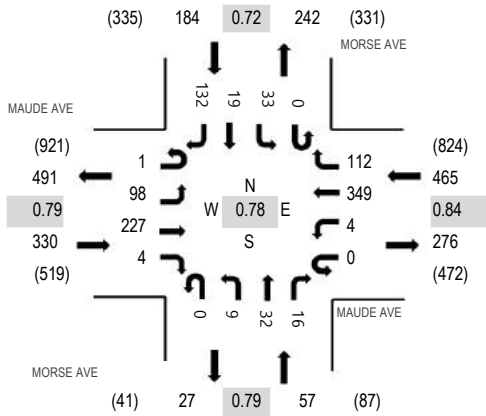 (335) 184 0.72 242 (331)
MORSE AVE
132 19 33 0
MAUDE AVE
(921) (824)
491 1 112 465
98 N 349
0.79 W 0.78 E 0.84
227 S 4
330 4 0 276
(519) (472)
0 9 32 16
MAUDE AVE
MORSE AVE
(41) 27 0.79 57 (87)